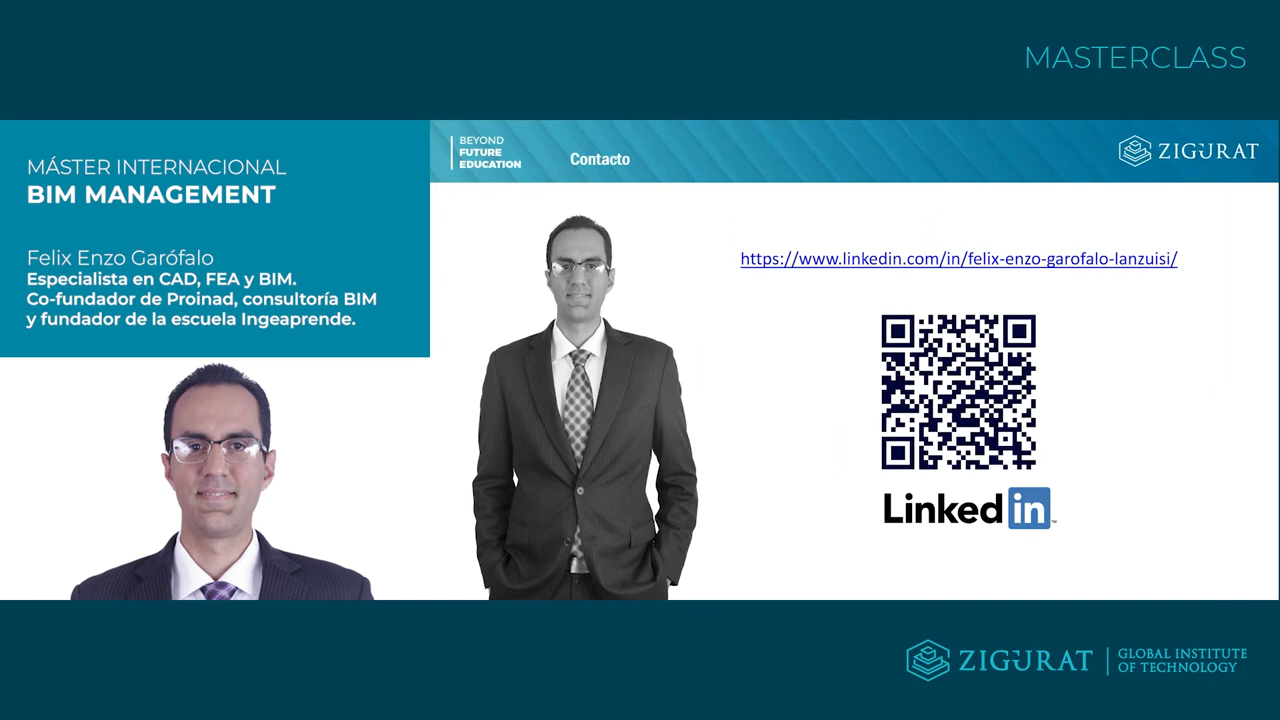 MASTERCLASS
MÁSTER INTERNACIONAL
BIM MANAGEMENT
Felix Enzo Garófalo
Especialista en CAD, FEA y BIM.
Co-fundador de Proinad, consultoría BIM
y fundador de la escuela Ingeaprende.
BEYOND
FUTURE
EDUCATION
Contacto
ZIGURAT
https://www.linkedin.com/in/felix-enzo-garofalo-lanzuisi/
Linked in™
ZIGURAT
GLOBAL INSTITUTE
OF TECHNOLOGY